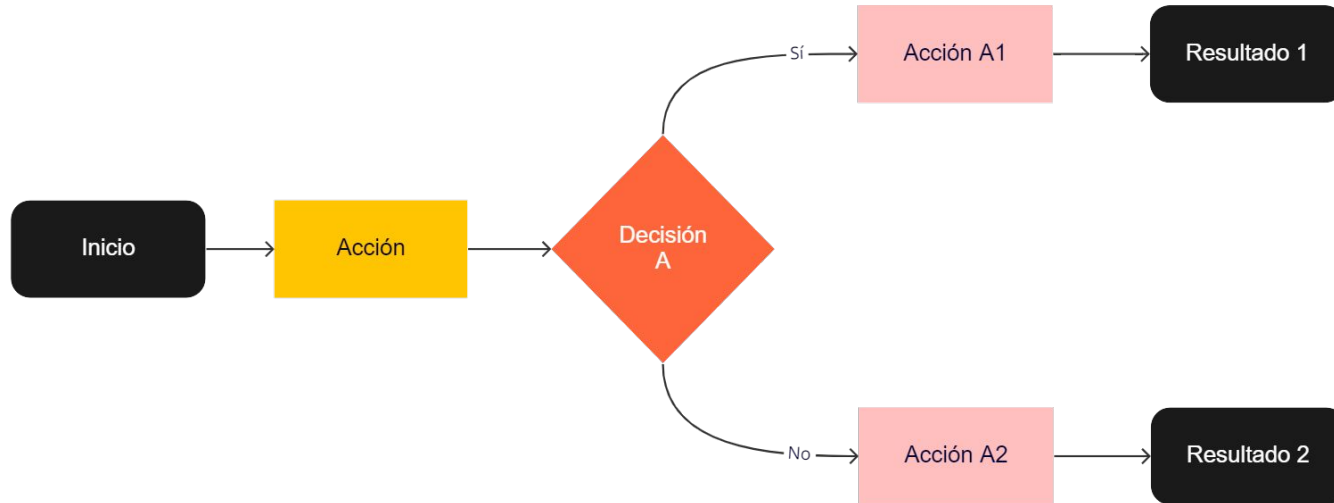 Sí
Acción A1
Resultado 1
Inicio
Acción
Decisión
A
No
Acción A2
Resultado 2